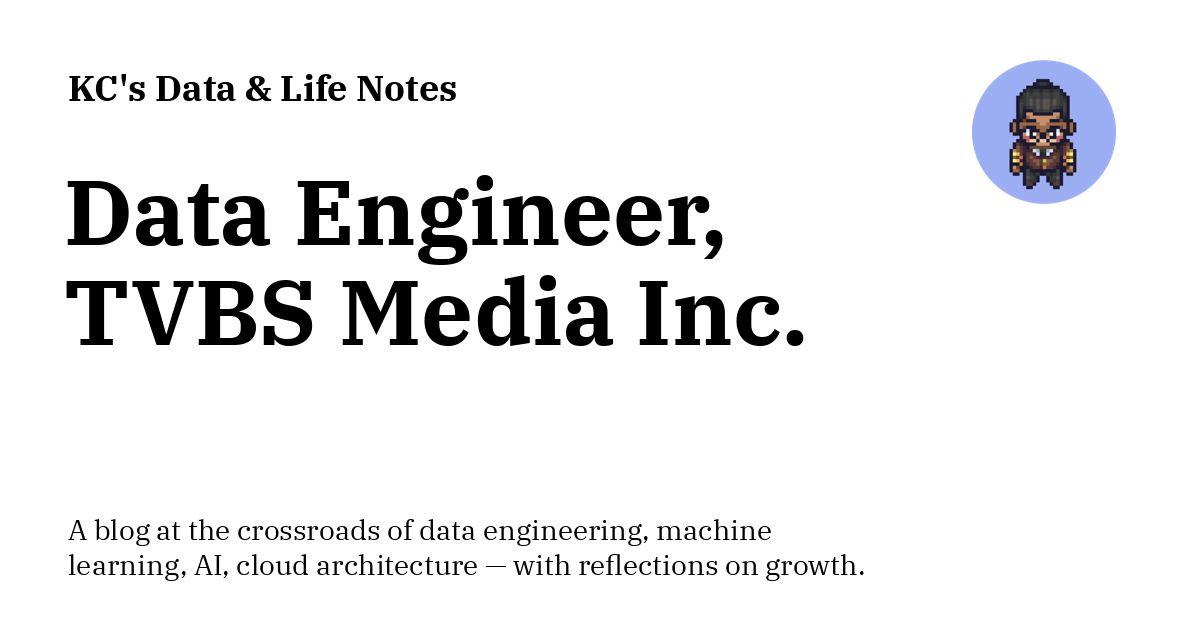 KC's Data & Life Notes
Data Engineer,
TVBS Media Inc.
A blog at the crossroads of data engineering, machine
learning, AI, cloud architecture — with reflections on growth.